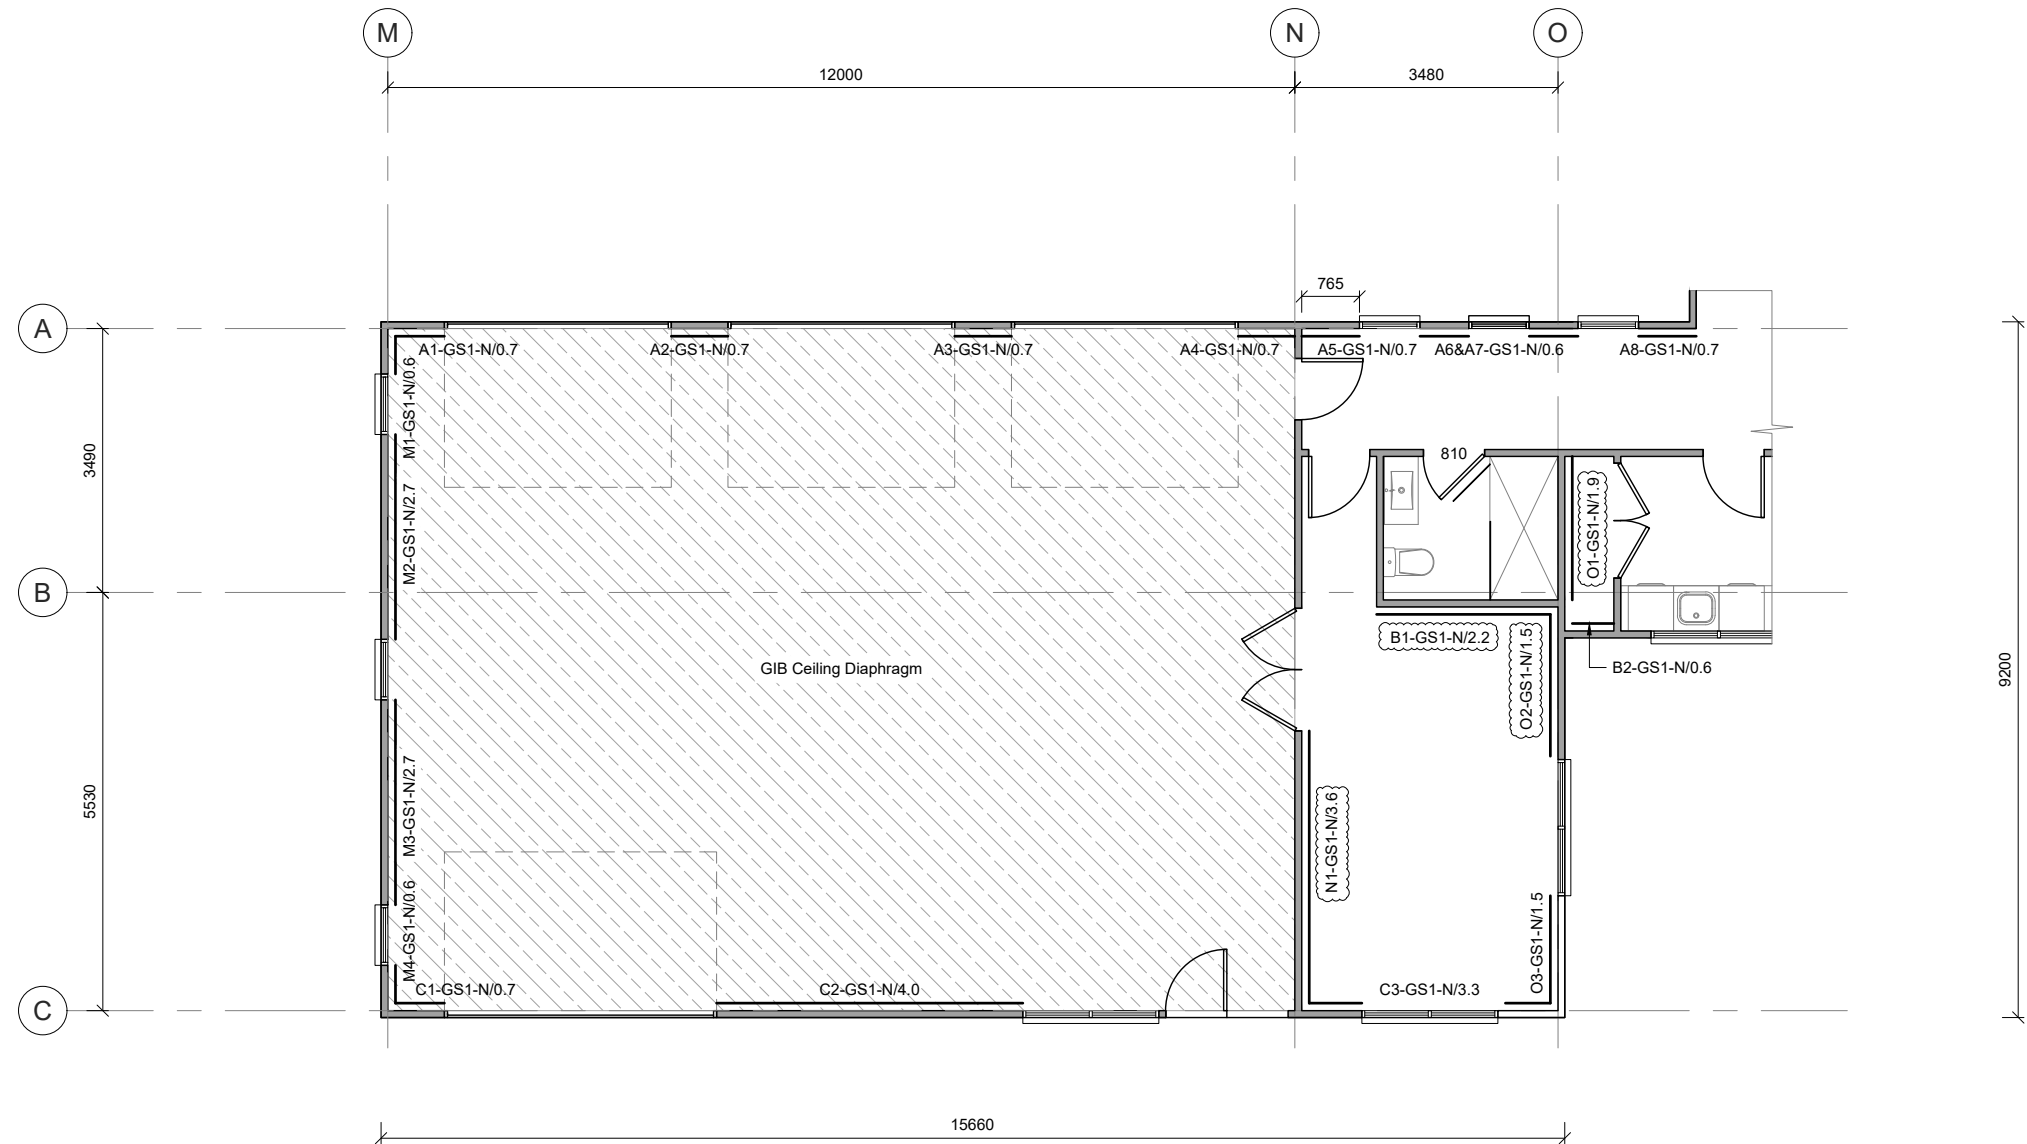 M
N
O
12000
3480
765
A
A1-GS1-N/0.7
A2-GS1-N/0.7
A3-GS1-N/0.7
A4-GS1-N/0.7
A5-GS1-N/0.7
A6&A7-GS1-N/0.6
A8-GS1-N/0.7
M1-GS1-N/0.6
3490
810
M2-GS1-N/2.7
O1-GS1-N/1.9
B
B1-GS1-N/2.2
O2-GS1-N/1.5
B2-GS1-N/0.6
GIB Ceiling Diaphragm
9200
5530
M3-GS1-N/2.7
N1-GS1-N/3.6
M4-GS1-N/0.6
O3-GS1-N/1.5
C1-GS1-N/0.7
C2-GS1-N/4.0
C3-GS1-N/3.3
C
15660